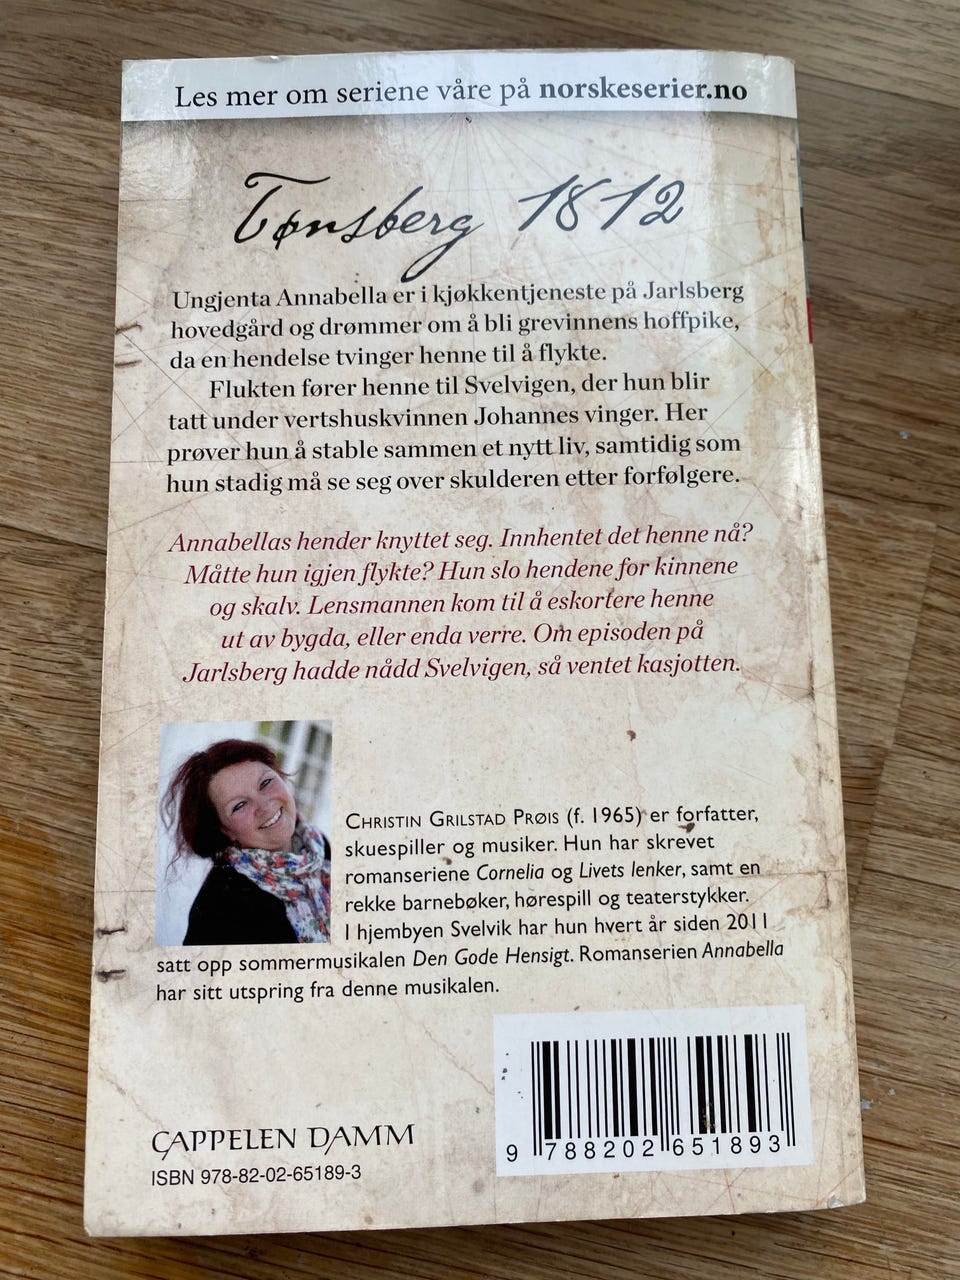 Les mer om seriene våre på norskeserier.no
Tønsberg 1812
Ungjenta Annabella er i kjøkkentjeneste på Jarlsberg
hovedgård og drømmer om å bli grevinnens hoffpike,
da en hendelse tvinger henne til å flykte.
Flukten fører henne til Svelvigen, der hun blir
tatt under vertshuskvinnen Johannes vinger. Her
prøver hun å stable sammen et nytt liv, samtidig som
hun stadig må se seg over skulderen etter forfølgere.
Annabellas hender knyttet seg. Innhentet det henne nå?
Måtte hun igjen flykte? Hun slo hendene for kinnene
og skalv. Lensmannen kom til å eskortere henne
ut av bygda, eller enda verre. Om episoden på
Jarlsberg hadde nådd Svelvigen, så ventet kasjotten.
CHRISTIN GRILSTAD PRØIS (f. 1965) er forfatter,
skuespiller og musiker. Hun har skrevet
romanseriene Cornelia og Livets lenker, samt en
rekke barnebøker, hørespill og teaterstykker.
I hjembyen Svelvik har hun hvert år siden 2011
satt opp sommermusikalen Den Gode Hensigt. Romanserien Annabella
har sitt utspring fra denne musikalen.
CAPPELEN DAMM
ISBN 978-82-02-65189-3
9 788202 651893